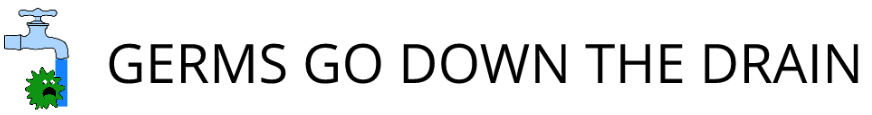 GERMS GO DOWN THE DRAIN